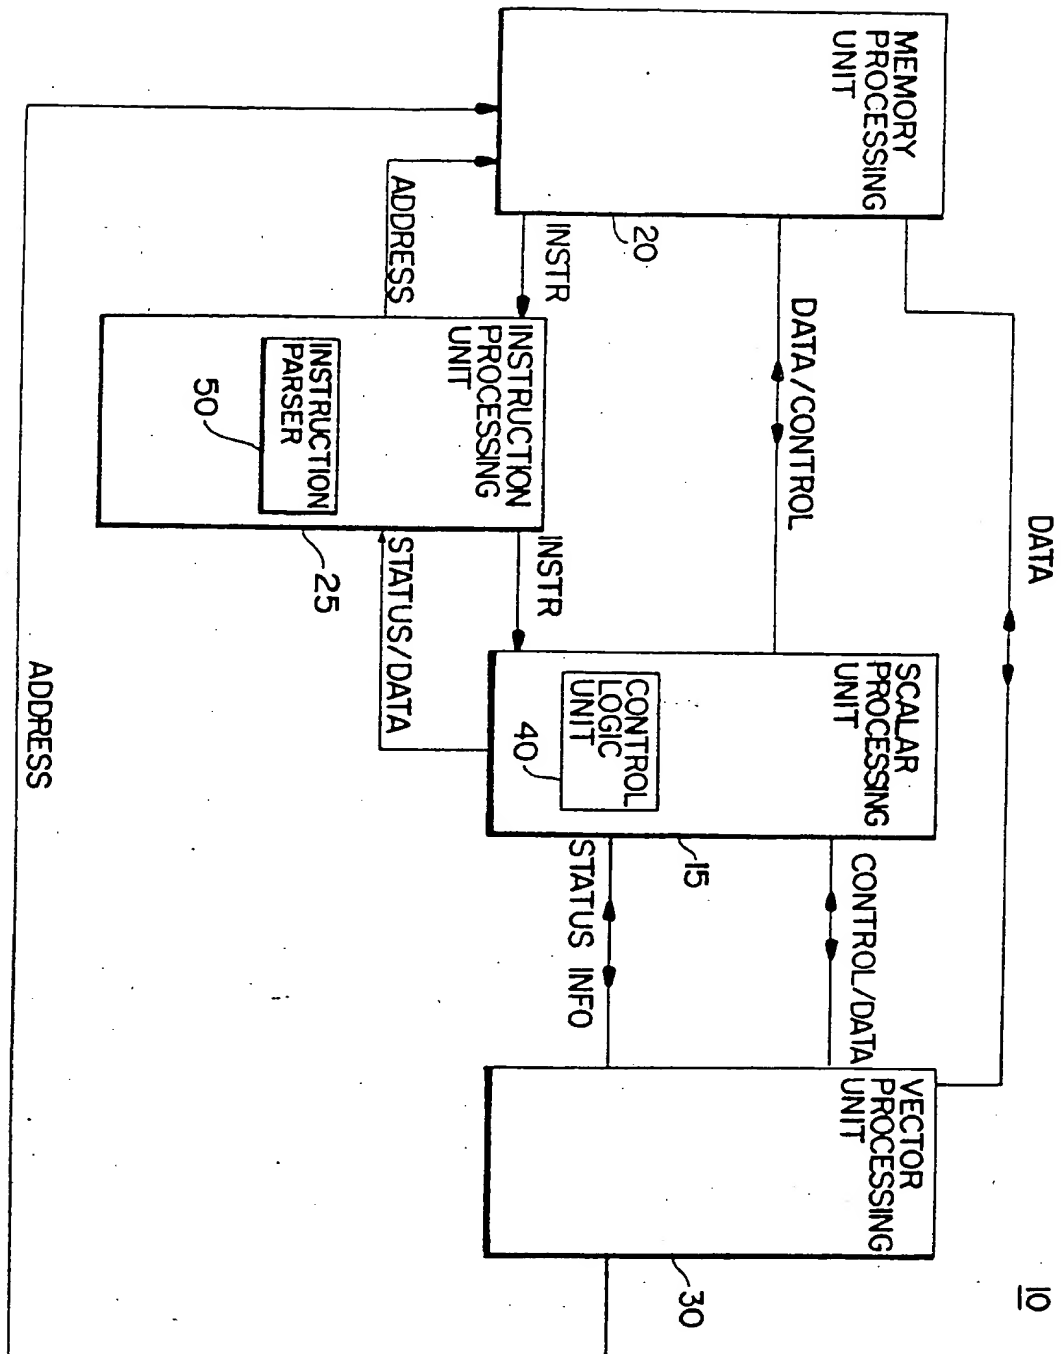 10
DATA
MEMORY
PROCESSING
UNIT
20
DATA/CONTROL
SCALAR
PROCESSING
UNIT
CONTROL
LOGIC
UNIT
40
15
CONTROL/DATA
STATUS INFO
VECTOR
PROCESSING
UNIT
30
INSTR
ADDRESS
INSTRUCTION
PROCESSING
UNIT
INSTRUCTION
PARSER
50
25
INSTR
STATUS/DATA
ADDRESS